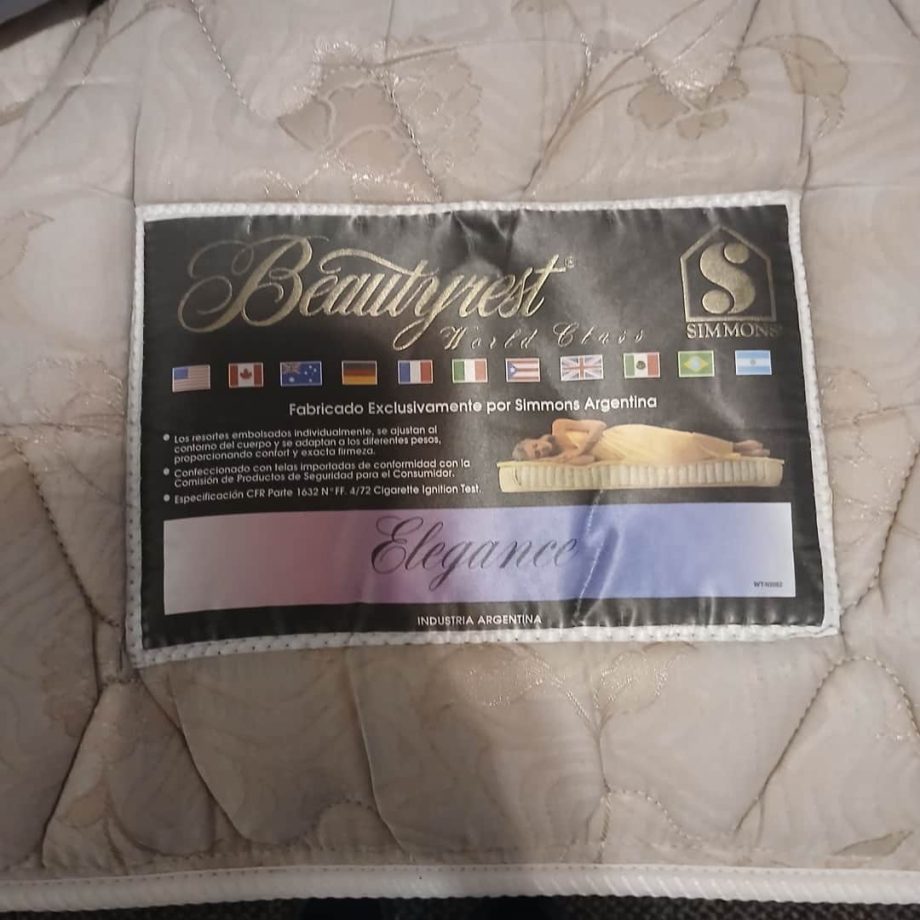 Beautyrest®
World Class
SIMMONS®
Fabricado Exclusivamente por Simmons Argentina
• Los resortes embolsados individualmente, se ajustan al
contorno del cuerpo y se adaptan a los diferentes pesos,
proporcionando confort y exacta firmeza.
• Confeccionado con telas importadas de conformidad con la
Comisión de Productos de Seguridad para el Consumidor.
• Especificación CFR Parte 1632 N° FF. 4/72 Cigarette Ignition Test.
Elegance
INDUSTRIA ARGENTINA